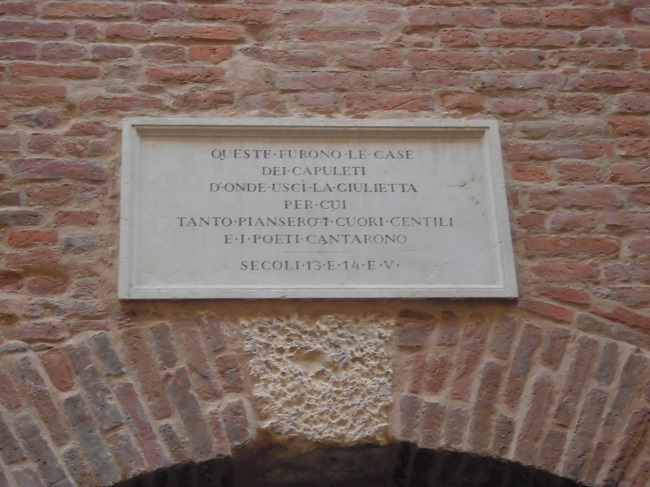 QUESTE·FURONO·LE·CASE
DEI·CAPULETI
D'ONDE·USCÌ·LA·GIULIETTA
PER·CUI
TANTO·PIANSERO·I·CUORI·GENTILI
E·I·POETI·CANTARONO
SECOLI·13·E·14·E·V·